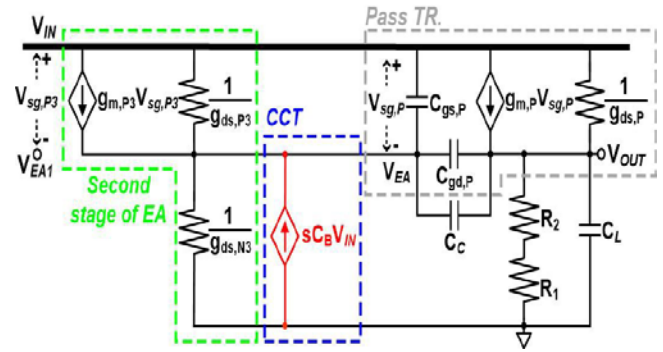 V_IN
Pass TR.
+
V_sg,P3
-
V_EA1
g_m,P3V_sg,P3
1
g_ds,P3
CCT
+
V_sg,P
-
V_EA
C_gs,P
g_m,PV_sg,P
1
g_ds,P
V_OUT
C_gd,P
Second
stage of EA
1
g_ds,N3
sC_BV_IN
C_C
R_2
R_1
C_L